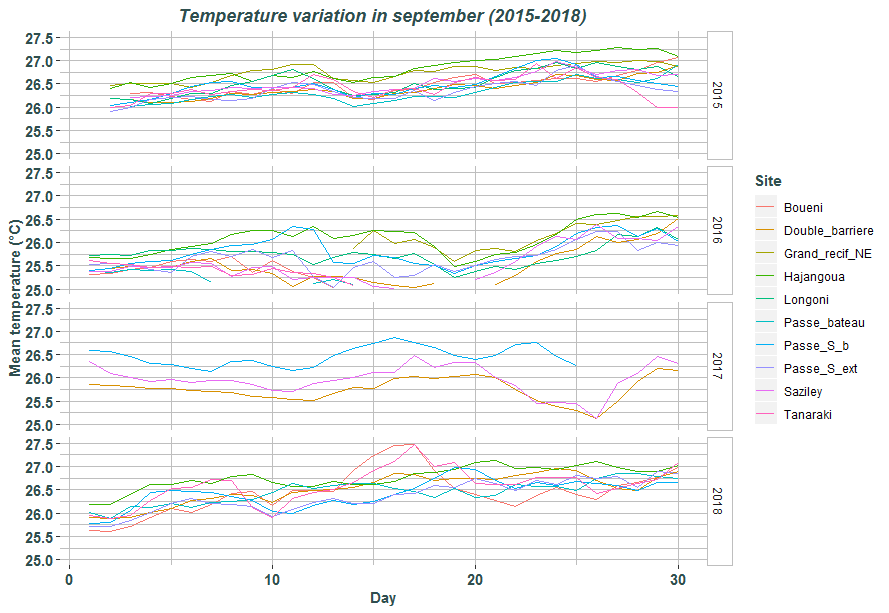 Temperature variation in september (2015-2018)
Mean temperature (°C)
27.5
27.0
26.5
26.0
25.5
25.0
2015
27.5
27.0
26.5
26.0
25.5
25.0
2016
27.5
27.0
26.5
26.0
25.5
25.0
2017
27.5
27.0
26.5
26.0
25.5
25.0
2018
0
10
20
30
Day
Site
Boueni
Double_barriere
Grand_recif_NE
Hajangoua
Longoni
Passe_bateau
Passe_S_b
Passe_S_ext
Saziley
Tanaraki